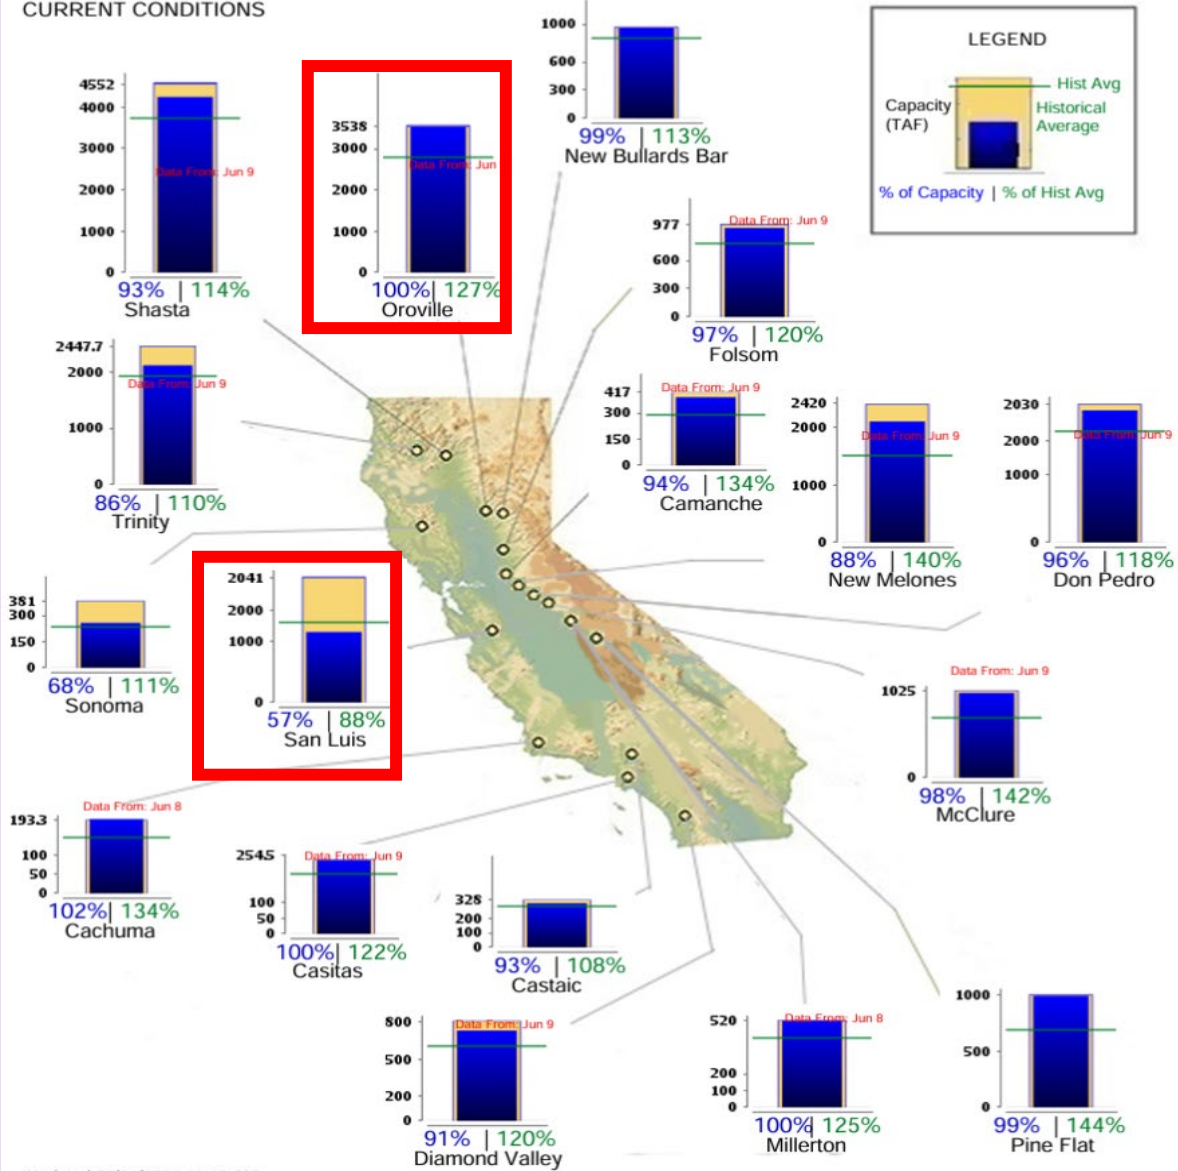 CURRENT CONDITIONS
1000
600
300
0
99% | 113%
New Bullards Bar
LEGEND
Hist Avg
Capacity
(TAF)
Historical
Average
% of Capacity | % of Hist Avg
4552
4000
3000
2000
1000
0
Data From: Jun 9
93% | 114%
Shasta
3538
3000
2000
1000
0
Data From: Jun
100% | 127%
Oroville
977
600
300
0
Data From: Jun 9
97% | 120%
Folsom
2447.7
2000
1000
0
Data From: Jun 9
86% | 110%
Trinity
417
300
150
0
Data From: Jun 9
94% | 134%
Camanche
2420
2000
1000
0
Data From: Jun 9
88% | 140%
New Melones
2030
2000
1000
0
Data From: Jun 9
96% | 118%
Don Pedro
381
300
150
0
68% | 111%
Sonoma
2041
2000
1000
0
57% | 88%
San Luis
Data From: Jun 9
1025
0
98% | 142%
McClure
Data From: Jun 8
193.3
100
50
0
102% | 134%
Cachuma
254.5
100
50
0
Data From: Jun 9
100% | 122%
Casitas
328
200
100
0
93% | 108%
Castaic
800
500
200
0
Data From: Jun 9
91% | 120%
Diamond Valley
520
200
100
0
Data From: Jun 8
100% | 125%
Millerton
1000
500
0
99% | 144%
Pine Flat